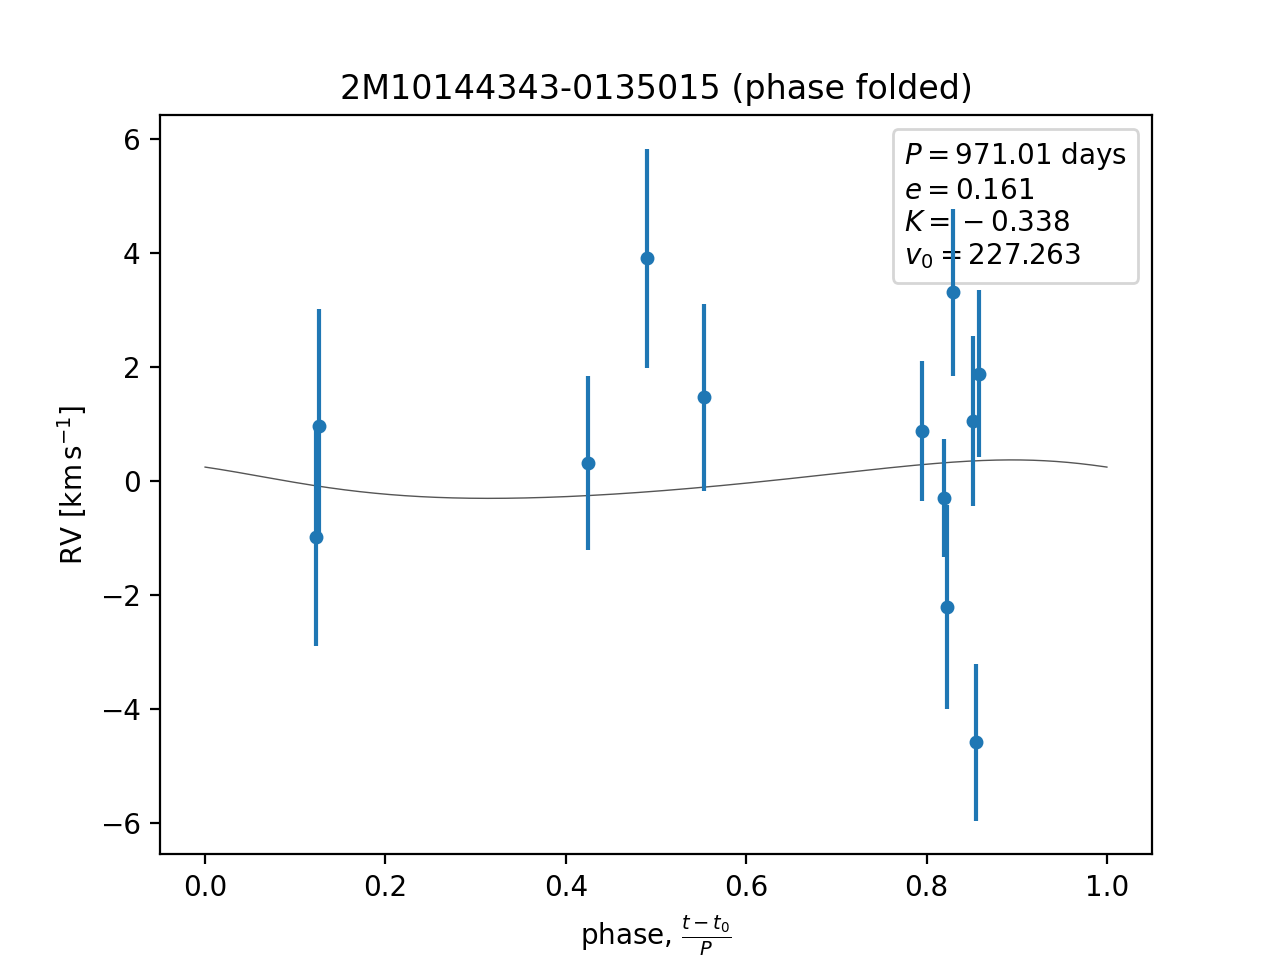 2M10144343-0135015 (phase folded)
P = 971.01 days
e = 0.161
K = −0.338
v₀ = 227.263
6
4
2
0
−2
−4
−6
RV [km s⁻¹]
0.0 0.2 0.4 0.6 0.8 1.0
phase, (t − t₀)/P